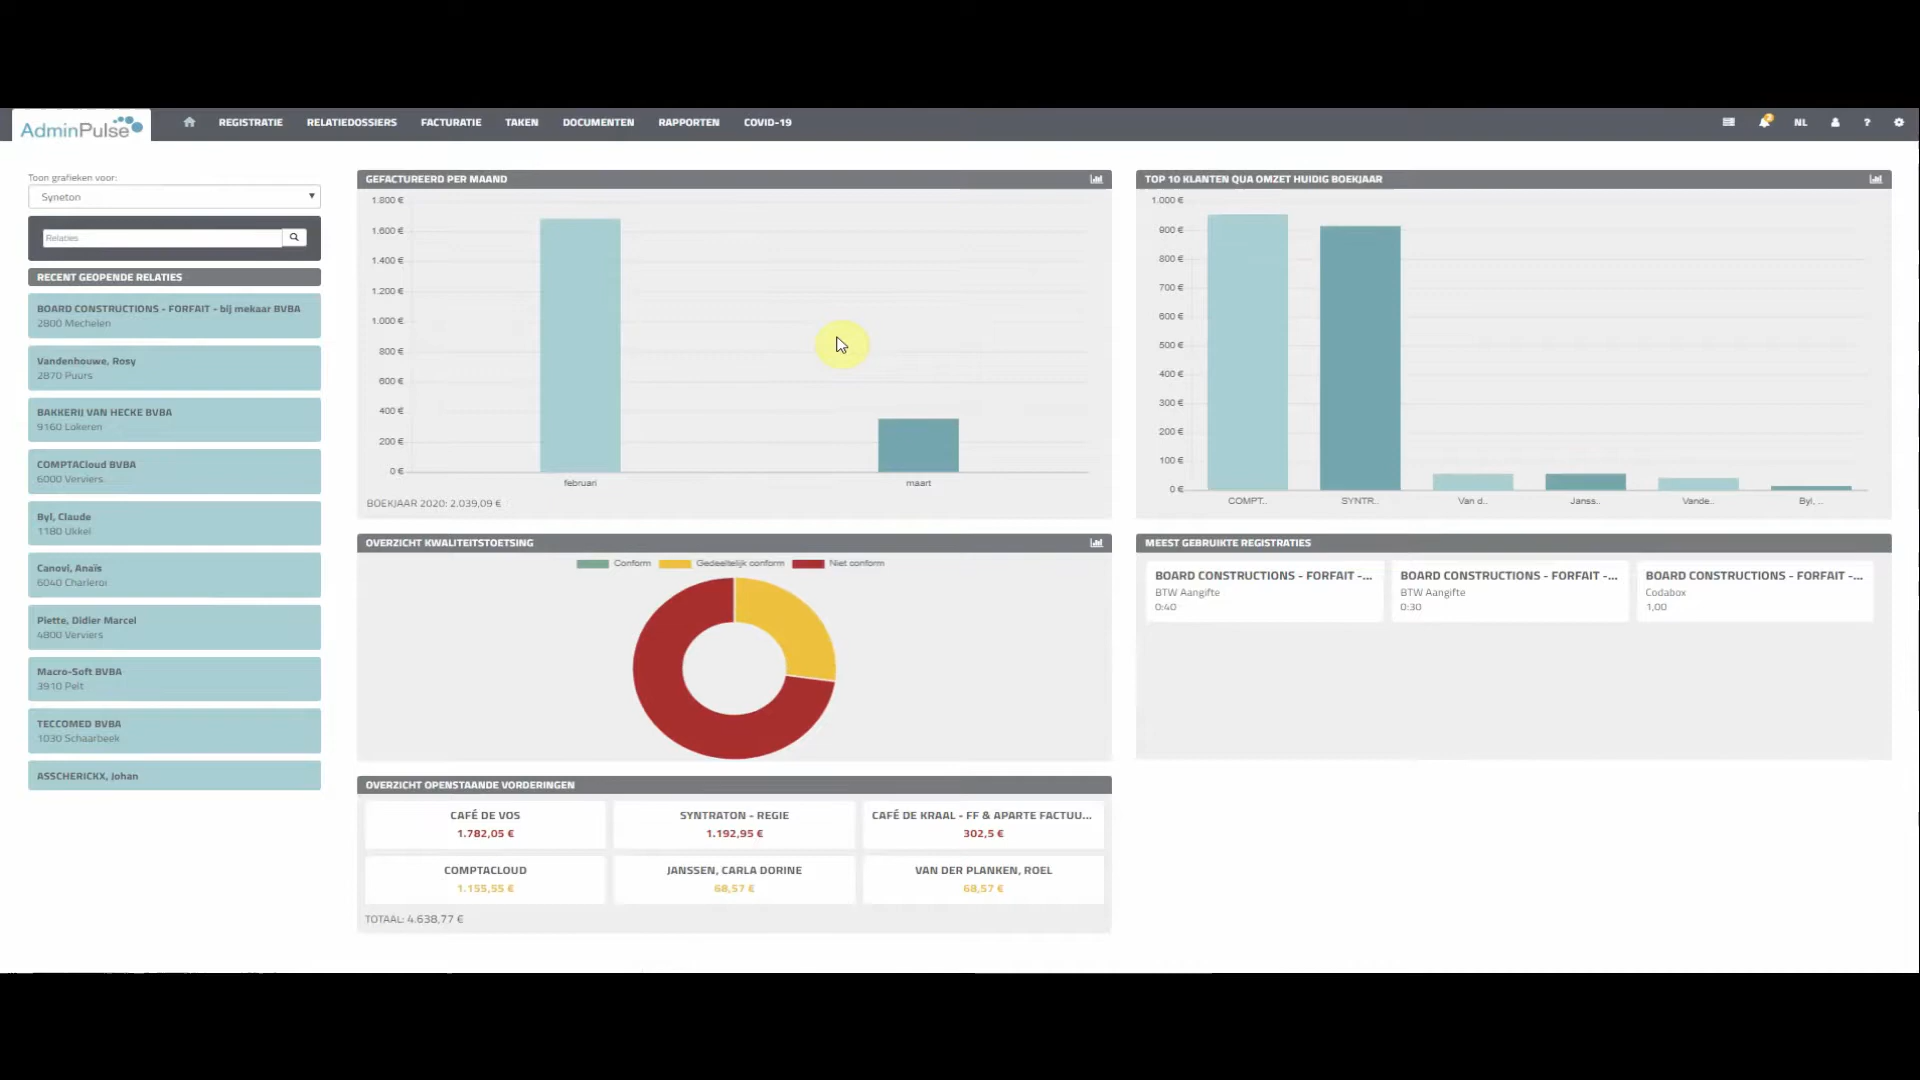 AdminPulse
REGISTRATIE
RELATIEDOSSIERS
FACTURATIE
TAKEN
DOCUMENTEN
RAPPORTEN
COVID-19
2
NL
?
Toon grafieken voor:
Syneton
Relaties
RECENT GEOPENDE RELATIES
BOARD CONSTRUCTIONS - FORFAIT - bij mekaar BVBA
2800 Mechelen
Vandenhouwe, Rosy
2870 Puurs
BAKKERIJ VAN HECKE BVBA
9160 Lokeren
COMPTACloud BVBA
6000 Verviers
Byl, Claude
1180 Ukkel
Canovi, Anaïs
6040 Charleroi
Piette, Didier Marcel
4800 Verviers
Macro-Soft BVBA
3910 Pelt
TECCOMED BVBA
1030 Schaarbeek
ASSCHERICKX, Johan
GEFACTUREERD PER MAAND
1.800 €
1.600 €
1.400 €
1.200 €
1.000 €
800 €
600 €
400 €
200 €
0 €
februari
maart
BOEKJAAR 2020: 2.039,09 €
TOP 10 KLANTEN QUA OMZET HUIDIG BOEKJAAR
1.000 €
900 €
800 €
700 €
600 €
500 €
400 €
300 €
200 €
100 €
0 €
COMPT..
SYNTR..
Van d..
Janss..
Vande..
Byl, ..
OVERZICHT KWALITEITSTOETSING
Conform
Gedeeltelijk conform
Niet conform
MEEST GEBRUIKTE REGISTRATIES
BOARD CONSTRUCTIONS - FORFAIT -...
BTW Aangifte
0:40
BOARD CONSTRUCTIONS - FORFAIT -...
BTW Aangifte
0:30
BOARD CONSTRUCTIONS - FORFAIT -...
Codabox
1,00
OVERZICHT OPENSTAANDE VORDERINGEN
CAFÉ DE VOS
1.782,05 €
SYNTRATON - REGIE
1.192,95 €
CAFÉ DE KRAAL - FF & APARTE FACTUU...
302,5 €
COMPTACLOUD
1.155,55 €
JANSSEN, CARLA DORINE
68,57 €
VAN DER PLANKEN, ROEL
68,57 €
TOTAAL: 4.638,77 €